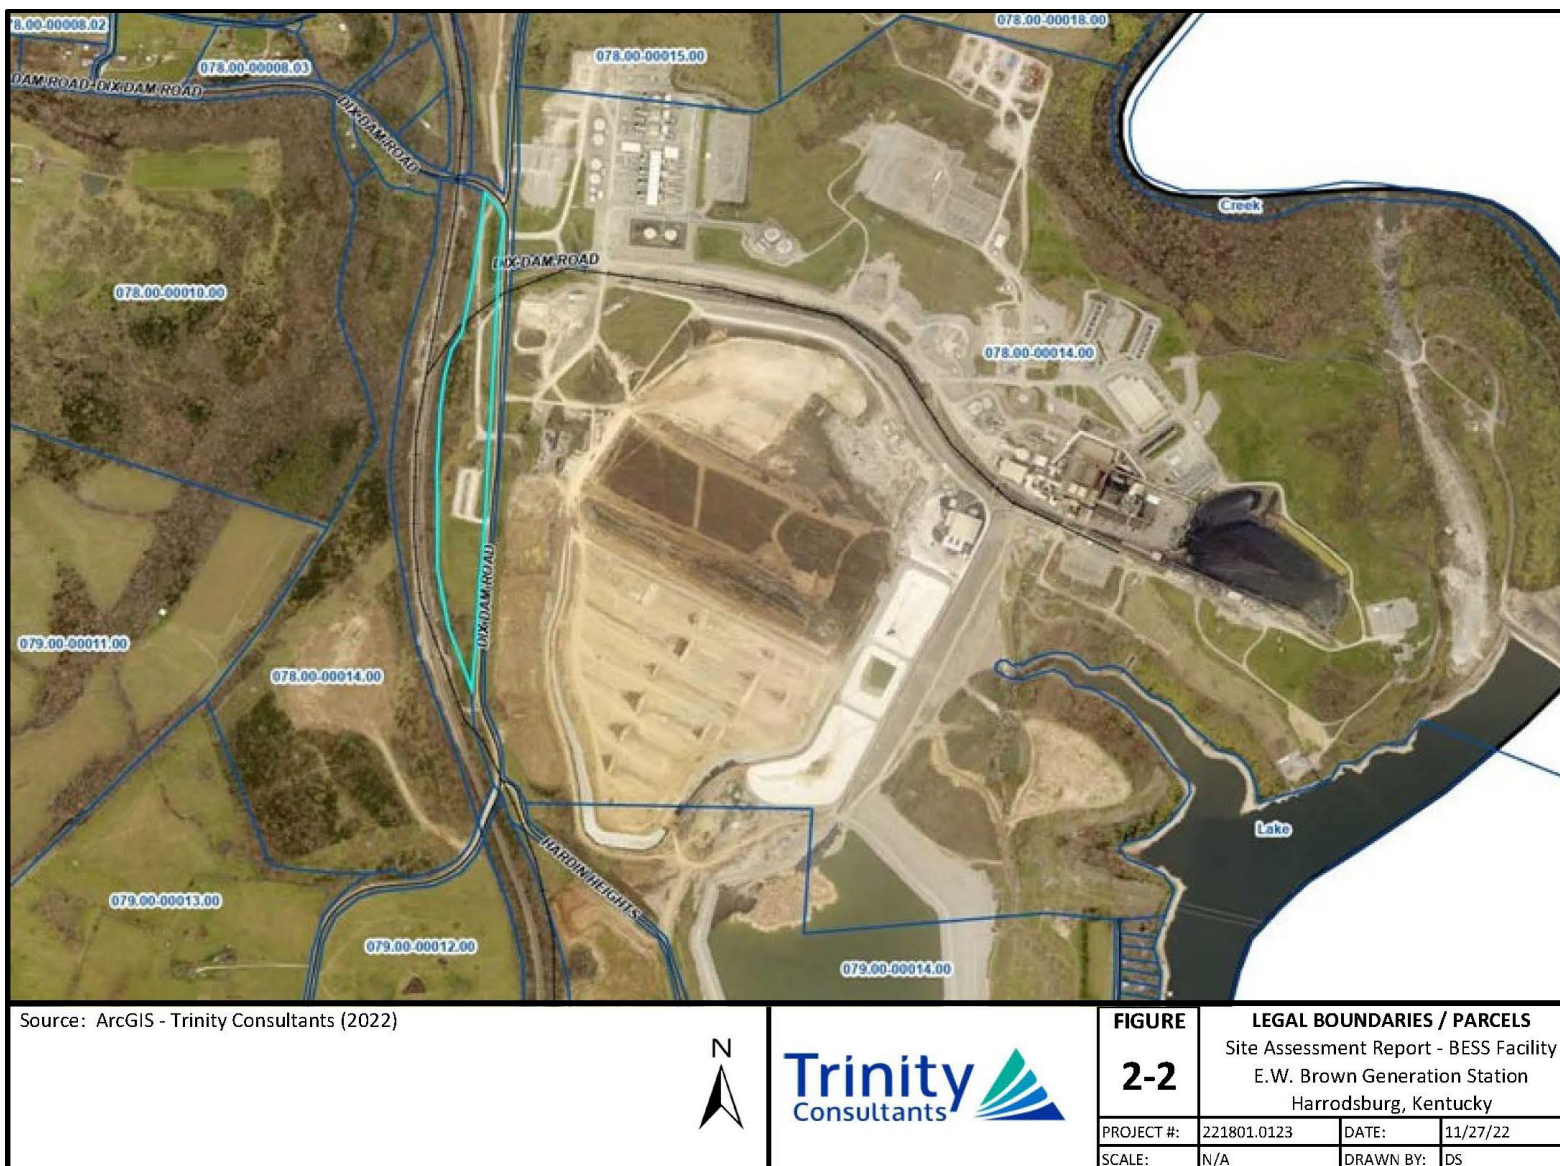 78.00-00008.02
078.00-00018.00
078.00-00015.00
078.00-00008.03
DAM-ROAD-DIX-DAM-ROAD
DIX-DAM-ROAD
Creek
DIX-DAM-ROAD
078.00-00010.00
078.00-00014.00
DIX-DAM-ROAD
079.00-00011.00
078.00-00014.00
Lake
HARDIN-HEIGHTS
079.00-00013.00
079.00-00012.00
079.00-00014.00
Source: ArcGIS - Trinity Consultants (2022)
N
Trinity
Consultants
FIGURE
2-2
LEGAL BOUNDARIES / PARCELS
Site Assessment Report - BESS Facility
E.W. Brown Generation Station
Harrodsburg, Kentucky
PROJECT #: 221801.0123 DATE: 11/27/22
SCALE: N/A DRAWN BY: DS